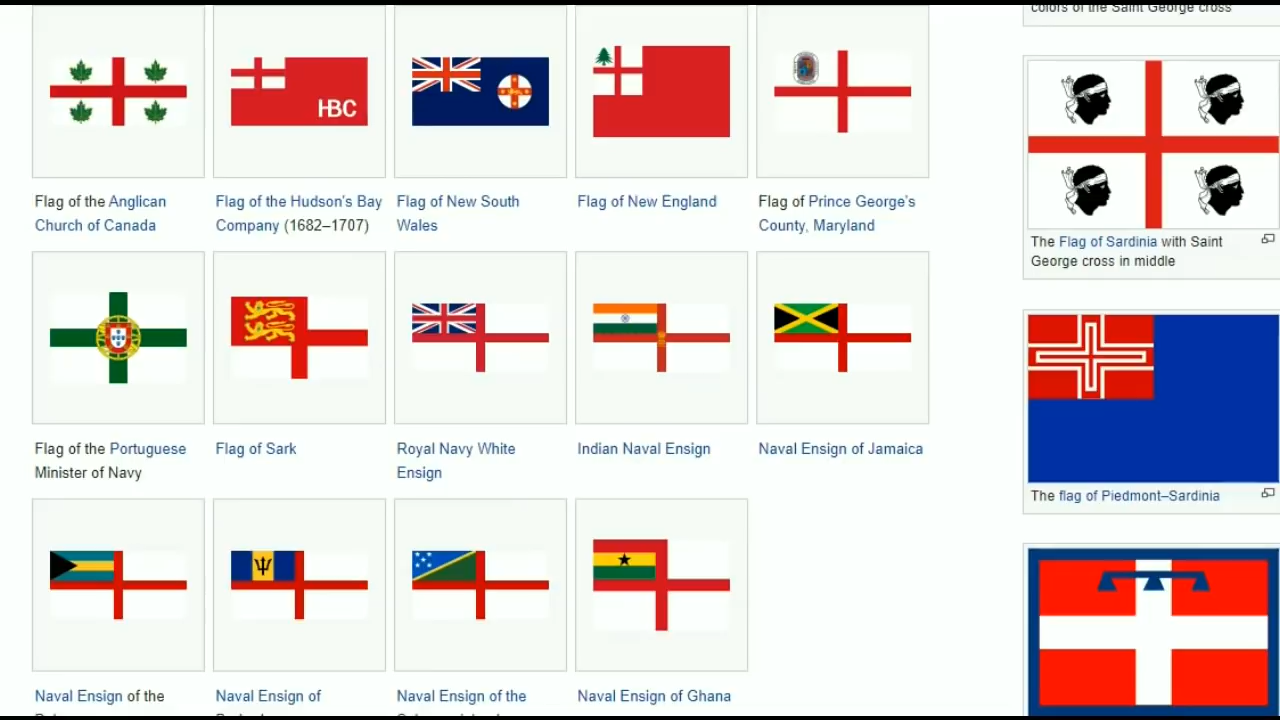 colors of the Saint George cross
HBC
Flag of the Anglican
Church of Canada
Flag of the Hudson's Bay
Company (1682–1707)
Flag of New South
Wales
Flag of New England
Flag of Prince George's
County, Maryland
The Flag of Sardinia with Saint
George cross in middle
Flag of the Portuguese
Minister of Navy
Flag of Sark
Royal Navy White
Ensign
Indian Naval Ensign
Naval Ensign of Jamaica
The flag of Piedmont–Sardinia
Naval Ensign of the
Naval Ensign of
Naval Ensign of the
Naval Ensign of Ghana